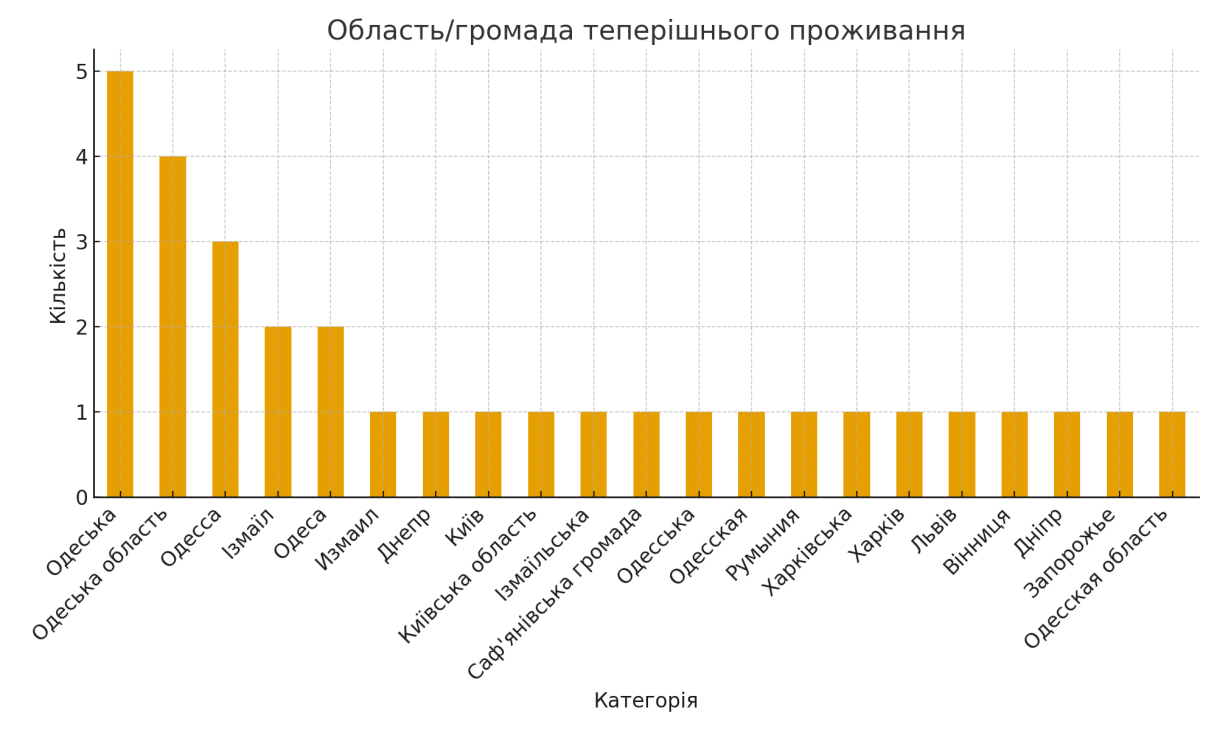 Область/громада теперішнього проживання
Кількість
5
4
3
2
1
0
Одеська
Одеська область
Одесса
Ізмаїл
Одеса
Измаил
Днепр
Київ
Київська область
Ізмаїльська
Саф'янівська громада
Одесська
Одесская
Румыния
Харківська
Харків
Львів
Вінниця
Дніпр
Запорожье
Одесская область
Категорія